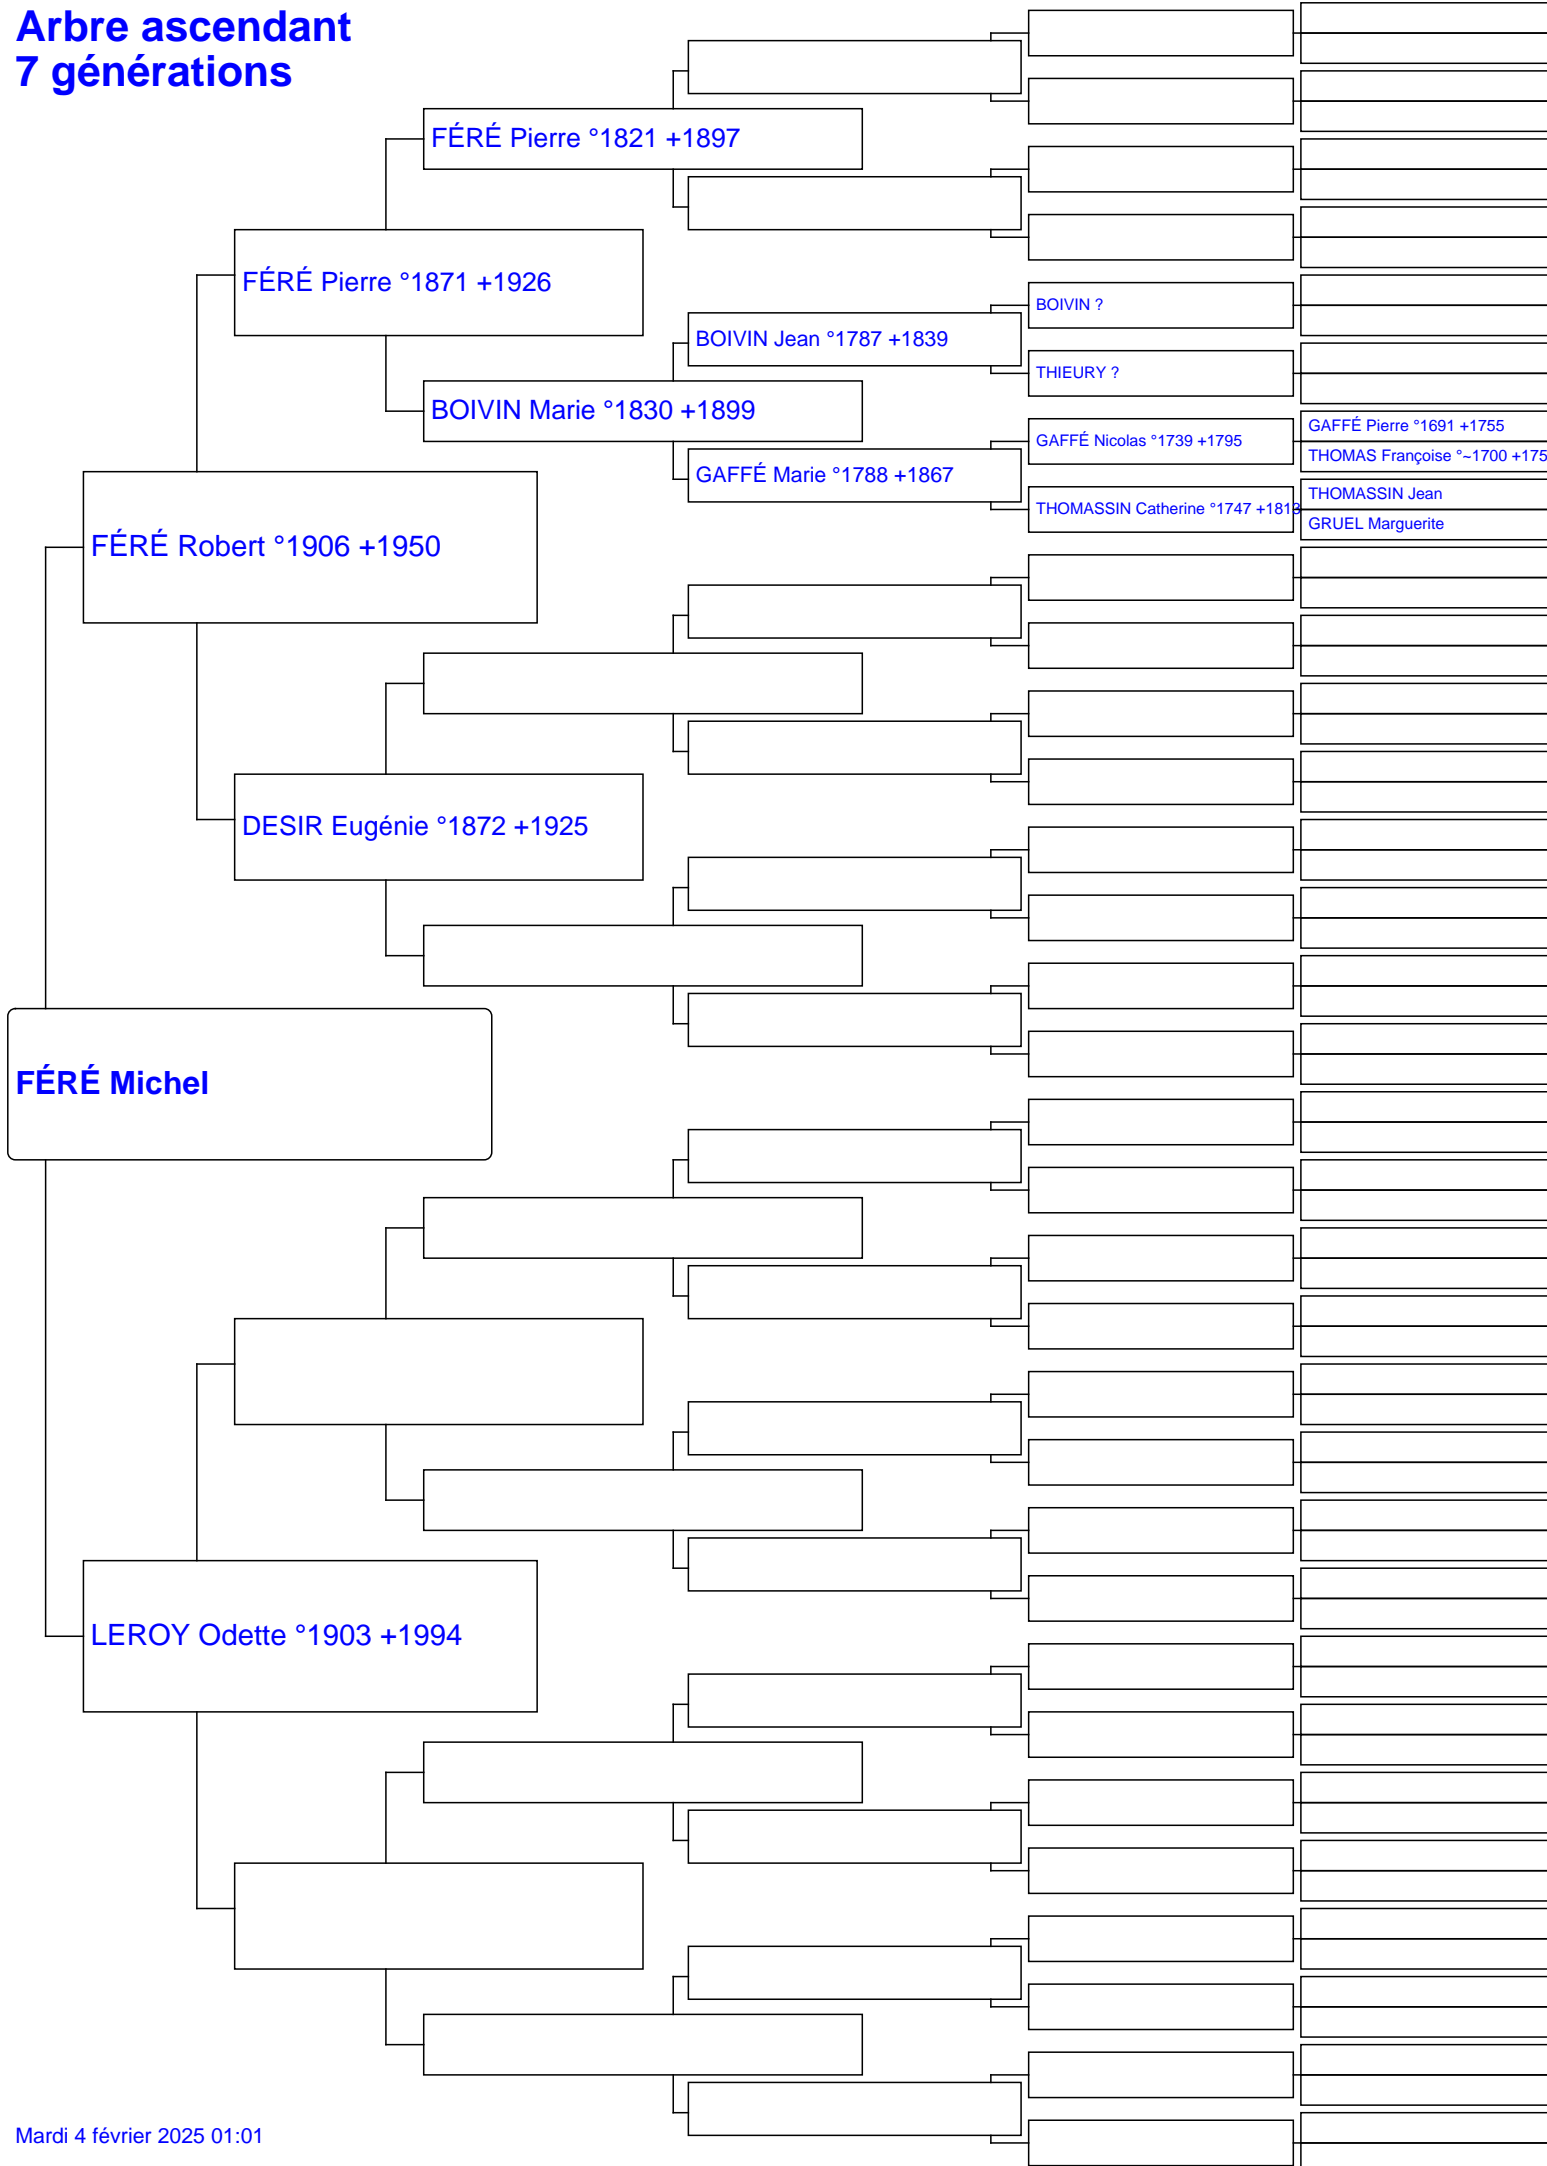 Arbre ascendant
7 générations
FÉRÉ Pierre °1821 +1897
FÉRÉ Pierre °1871 +1926
BOIVIN ?
BOIVIN Jean °1787 +1839
THIEURY ?
BOIVIN Marie °1830 +1899
GAFFÉ Pierre °1691 +1755
GAFFÉ Nicolas °1739 +1795
THOMAS Françoise °~1700 +175
GAFFÉ Marie °1788 +1867
THOMASSIN Jean
THOMASSIN Catherine °1747 +1813
GRUEL Marguerite
FÉRÉ Robert °1906 +1950
DESIR Eugénie °1872 +1925
FÉRÉ Michel
LEROY Odette °1903 +1994
Mardi 4 février 2025 01:01